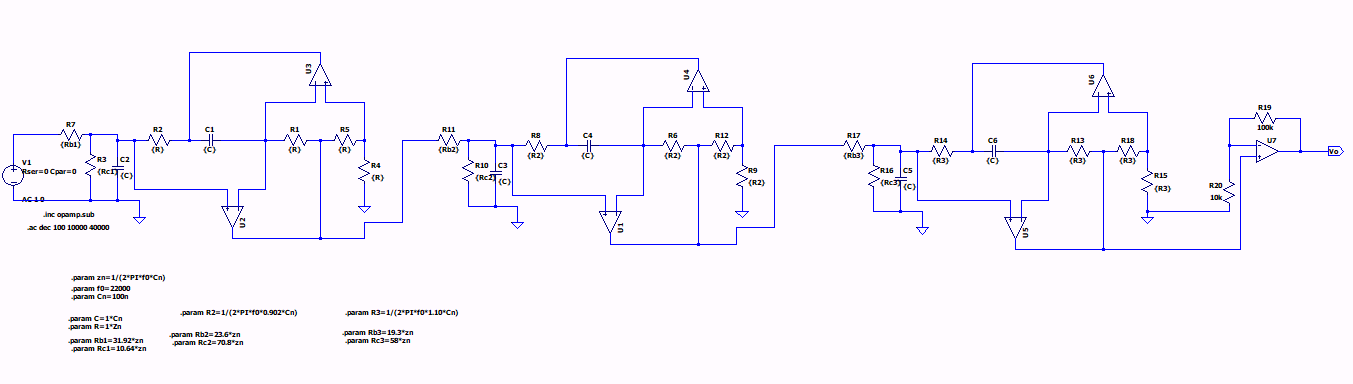 U3
U4
U6
R7
{Rb1}
R2
{R}
C1
{C}
R1
{R}
R5
{R}
R11
{Rb2}
R8
{R2}
C4
{C}
R6
{R2}
R12
{R2}
R17
{Rb3}
R14
{R3}
C6
{C}
R13
{R3}
R18
{R3}
R19
100k
U7
Vo
V1
Rser=0 Cpar=0
AC 1 0
R3
{Rc1}
C2
{C}
R4
{R}
R10
{Rc2}
C3
{C}
R9
{R2}
R16
{Rc3}
C5
{C}
R15
{R3}
R20
10k
U2
U1
U5
.inc opamp.sub
.ac dec 100 10000 40000
.param zn=1/(2*PI*f0*Cn)
.param f0=22000
.param Cn=100n
.param C=1*Cn
.param R=1*Zn
.param Rb1=31.92*zn
.param Rc1=10.64*zn
.param R2=1/(2*PI*f0*0.902*Cn)
.param Rb2=23.6*zn
.param Rc2=70.8*zn
.param R3=1/(2*PI*f0*1.10*Cn)
.param Rb3=19.3*zn
.param Rc3=58*zn